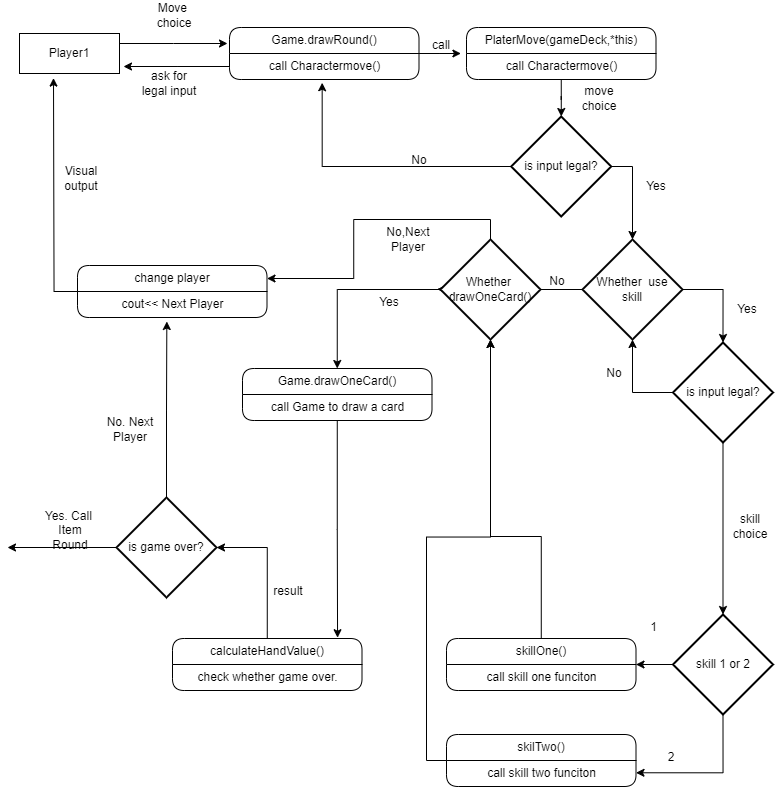 Move
choice
Player1
Game.drawRound()
call Charactermove()
call
PlaterMove(gameDeck,*this)
call Charactermove()
ask for
legal input
move
choice
No
is input legal?
Yes
Visual
output
No,Next
Player
change player
cout<< Next Player
Whether
drawOneCard()
No
Whether use
skill
Yes
Yes
No
is input legal?
Game.drawOneCard()
call Game to draw a card
No. Next
Player
Yes. Call
Item
Round
is game over?
skill
choice
result
calculateHandValue()
check whether game over.
1
skillOne()
call skill one funciton
skill 1 or 2
skilTwo()
call skill two funciton
2